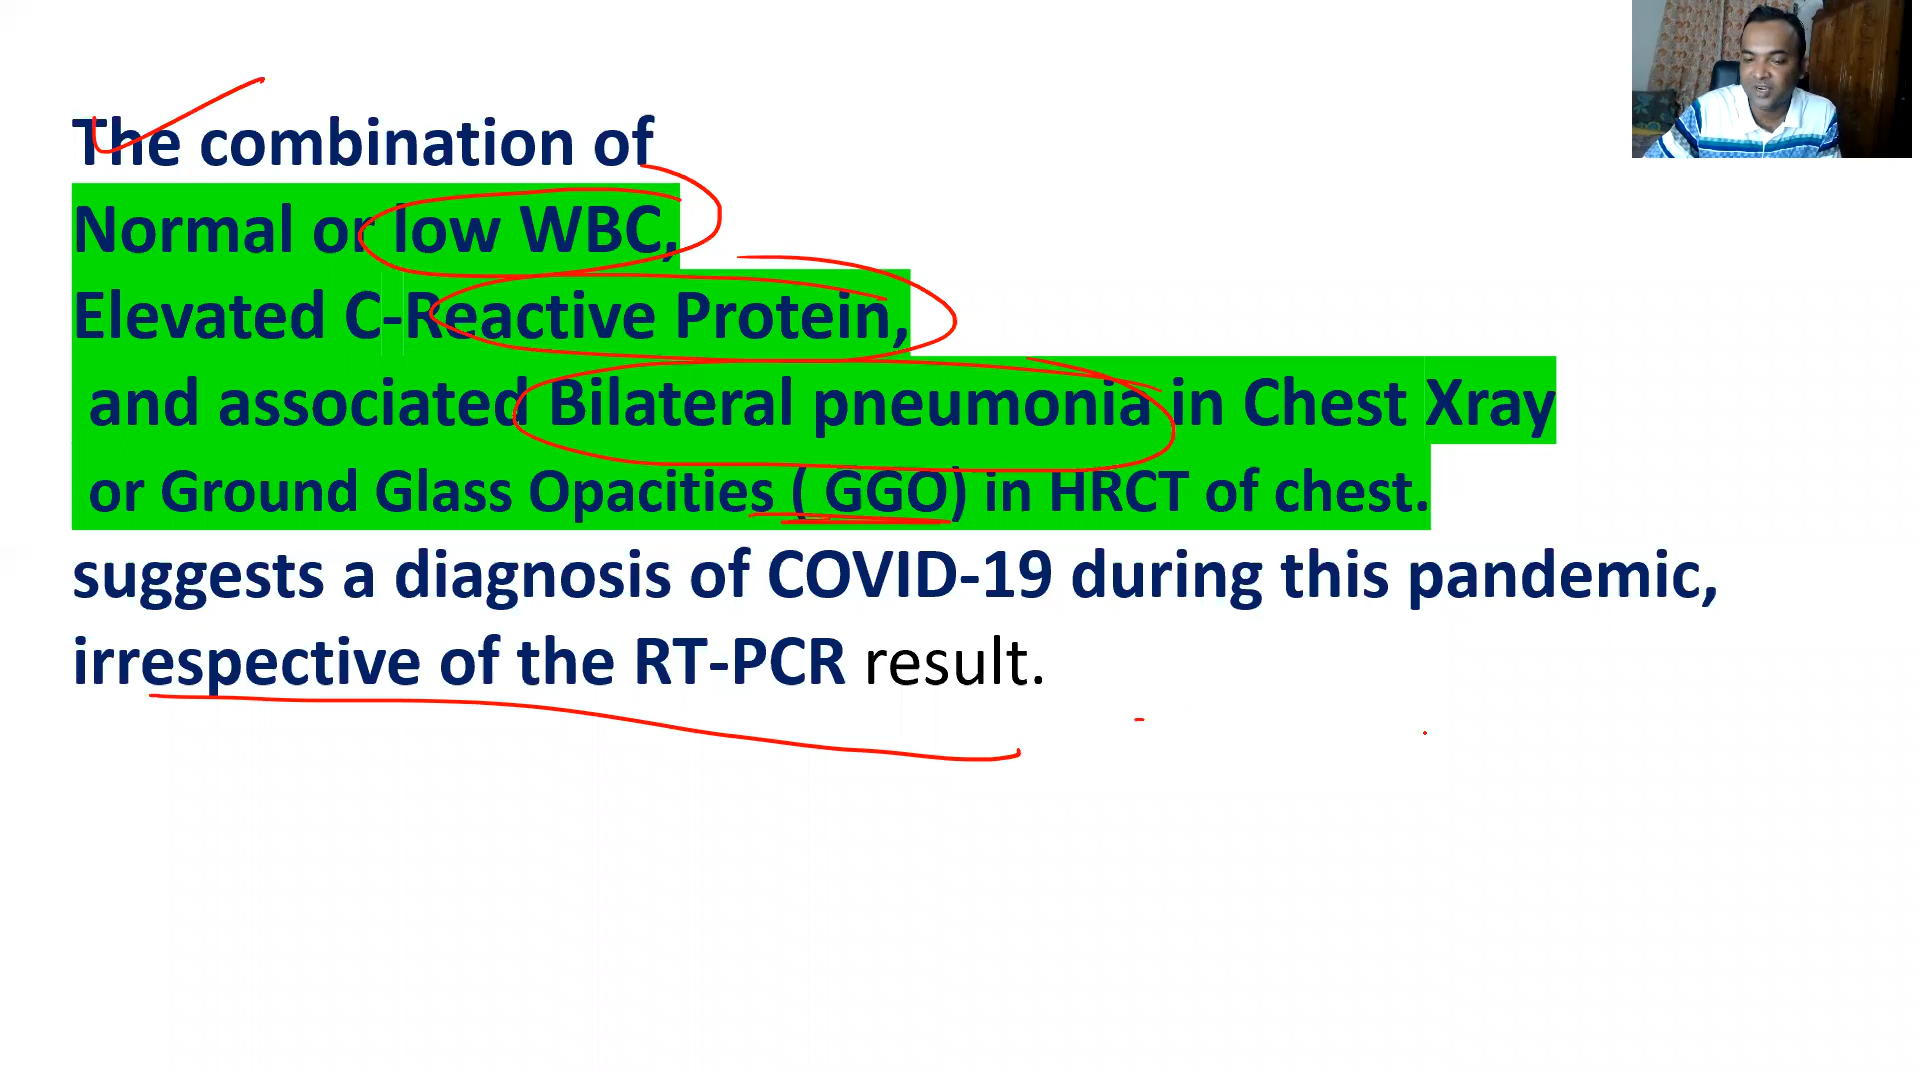 The combination of
Normal or low WBC,
Elevated C-Reactive Protein,
and associated Bilateral pneumonia in Chest Xray
or Ground Glass Opacities ( GGO) in HRCT of chest.
suggests a diagnosis of COVID-19 during this pandemic,
irrespective of the RT-PCR result.